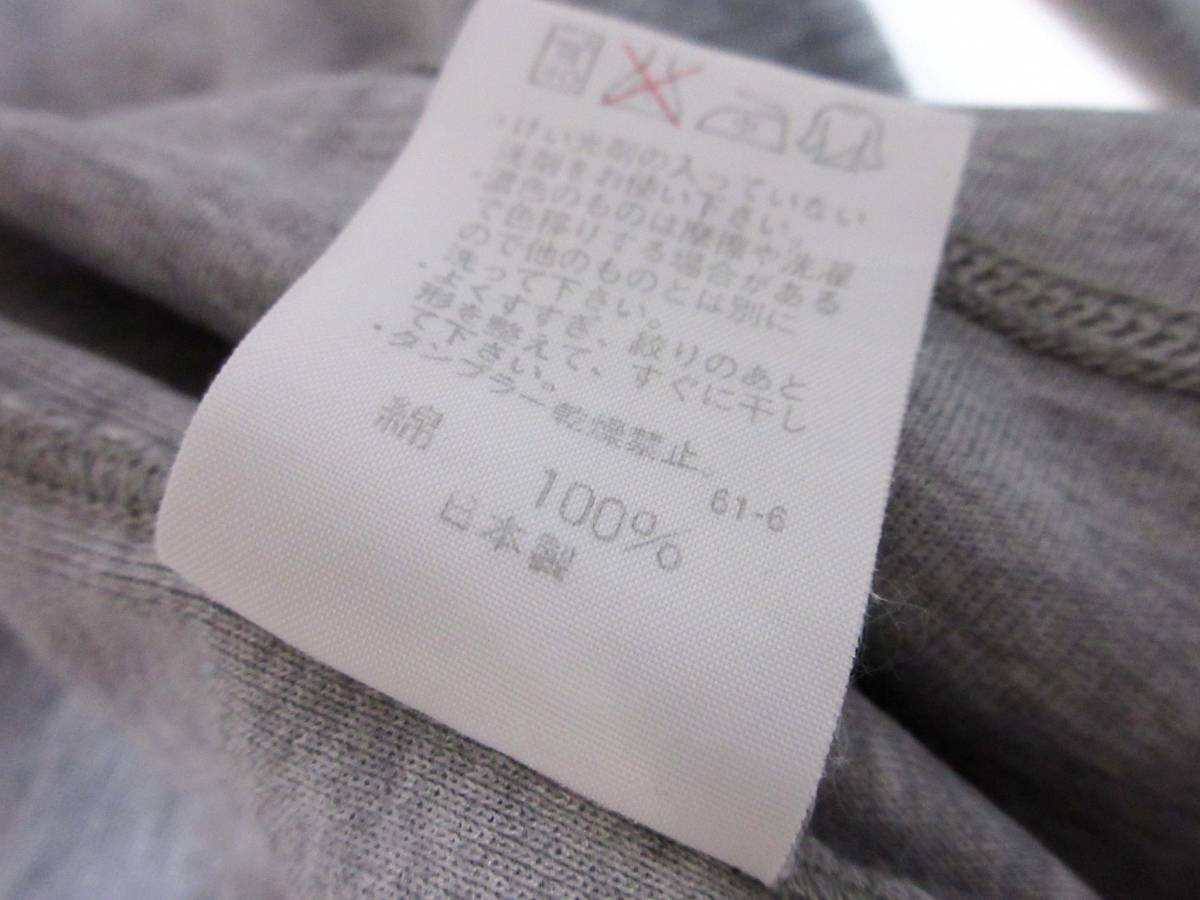 ・けい光剤の入っていない
洗剤をお使い下さい。
・濃色のものは摩擦や洗濯
で色移りする場合がある
ので他のものとは別に
洗って下さい。
・よくすすぎ、絞りのあと
形を整えて、すぐに干し
て下さい。
・タンブラー乾燥禁止。
61-6
綿 100%
日本製